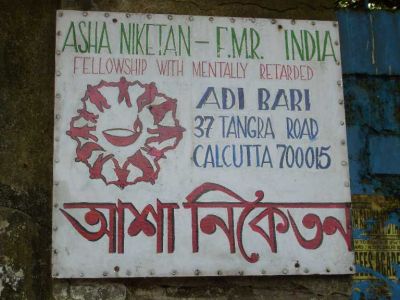 ASHA NIKETAN - F.M.R. INDIA
FELLOWSHIP WITH MENTALLY RETARDED
ADI BARI
37 TANGRA ROAD
CALCUTTA 700015
আশা নিকেতন